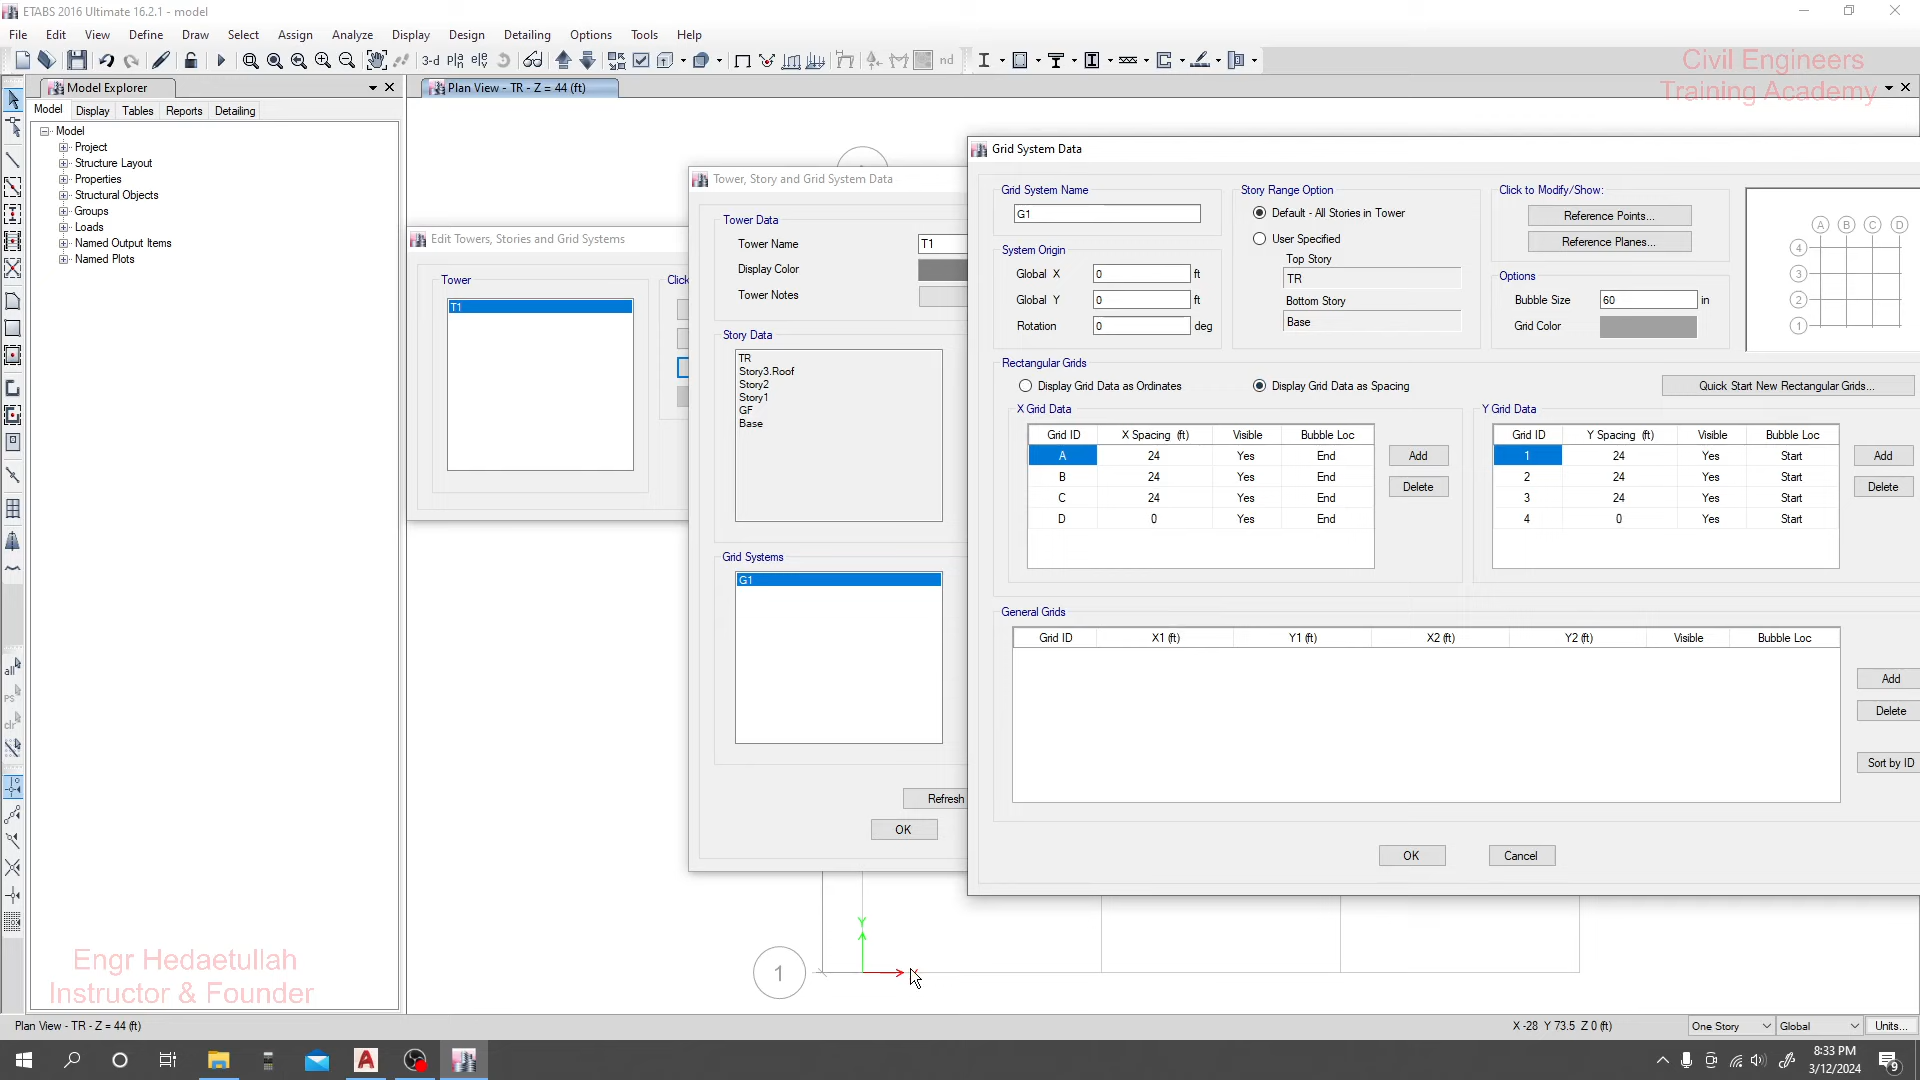 ETABS 2016 Ultimate 16.2.1 - model
File Edit View Define Draw Select Assign Analyze Display Design Detailing Options Tools Help
3-d
nd
Civil Engineers
Training Academy
Model Explorer
Plan View - TR - Z = 44 (ft)
Model Display Tables Reports Detailing
Model
Project
Structure Layout
Properties
Structural Objects
Groups
Loads
Named Output Items
Named Plots
all
ps
clr
Edit Towers, Stories and Grid Systems
Tower
T1
Click
Tower, Story and Grid System Data
Tower Data
Tower Name T1
Display Color
Tower Notes
Story Data
TR
Story3.Roof
Story2
Story1
GF
Base
Grid Systems
G1
Refresh
OK
Grid System Data
Grid System Name
G1
System Origin
Global X 0 ft
Global Y 0 ft
Rotation 0 deg
Story Range Option
Default - All Stories in Tower
User Specified
Top Story
TR
Bottom Story
Base
Click to Modify/Show:
Reference Points...
Reference Planes...
Options
Bubble Size 60 in
Grid Color
A B C D
4
3
2
1
Rectangular Grids
Display Grid Data as Ordinates
Display Grid Data as Spacing
Quick Start New Rectangular Grids...
X Grid Data
Grid ID X Spacing (ft) Visible Bubble Loc
A 24 Yes End
B 24 Yes End
C 24 Yes End
D 0 Yes End
Add
Delete
Y Grid Data
Grid ID Y Spacing (ft) Visible Bubble Loc
1 24 Yes Start
2 24 Yes Start
3 24 Yes Start
4 0 Yes Start
Add
Delete
General Grids
Grid ID X1 (ft) Y1 (ft) X2 (ft) Y2 (ft) Visible Bubble Loc
Add
Delete
Sort by ID
OK Cancel
Y
1
Engr Hedaetullah
Instructor & Founder
Plan View - TR - Z = 44 (ft)
X -28 Y 73.5 Z 0 (ft)
One Story
Global
Units...
8:33 PM
3/12/2024
9